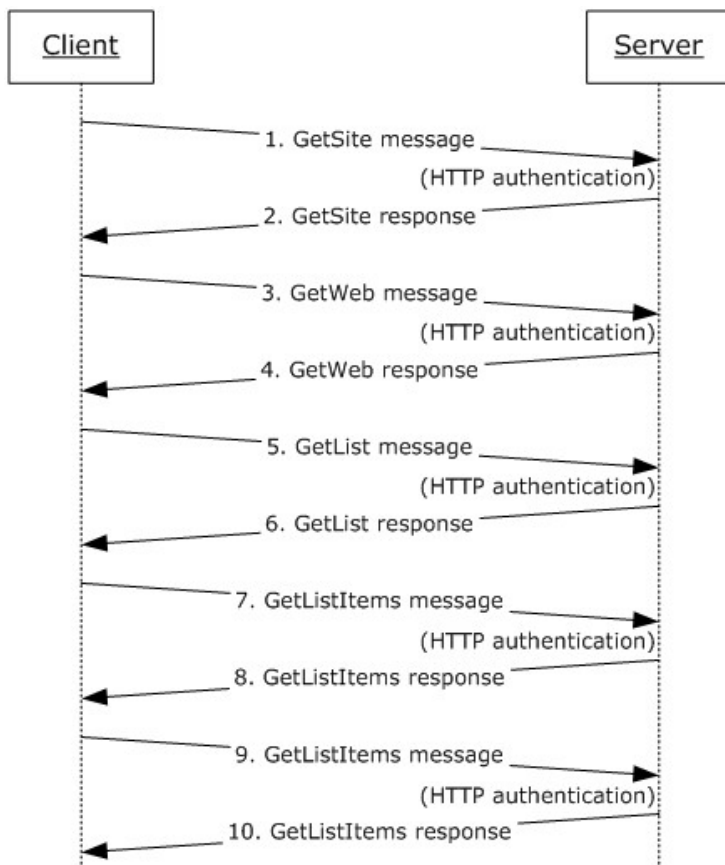 Client
Server
1. GetSite message
(HTTP authentication)
2. GetSite response
3. GetWeb message
(HTTP authentication)
4. GetWeb response
5. GetList message
(HTTP authentication)
6. GetList response
7. GetListItems message
(HTTP authentication)
8. GetListItems response
9. GetListItems message
(HTTP authentication)
10. GetListItems response